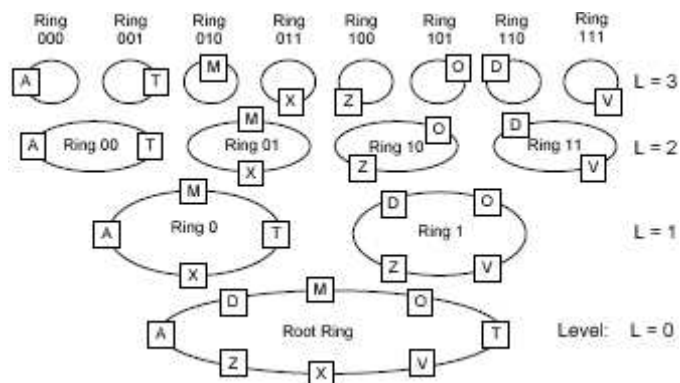 Ring Ring Ring Ring Ring Ring Ring Ring
000 001 010 011 100 101 110 111
A T M X Z O D V L = 3
A Ring 00 T M Ring 01 X Z Ring 10 O D Ring 11 V L = 2
M D O
A Ring 0 T Ring 1 L = 1
X Z V
D M O
A Root Ring T Level: L = 0
Z X V